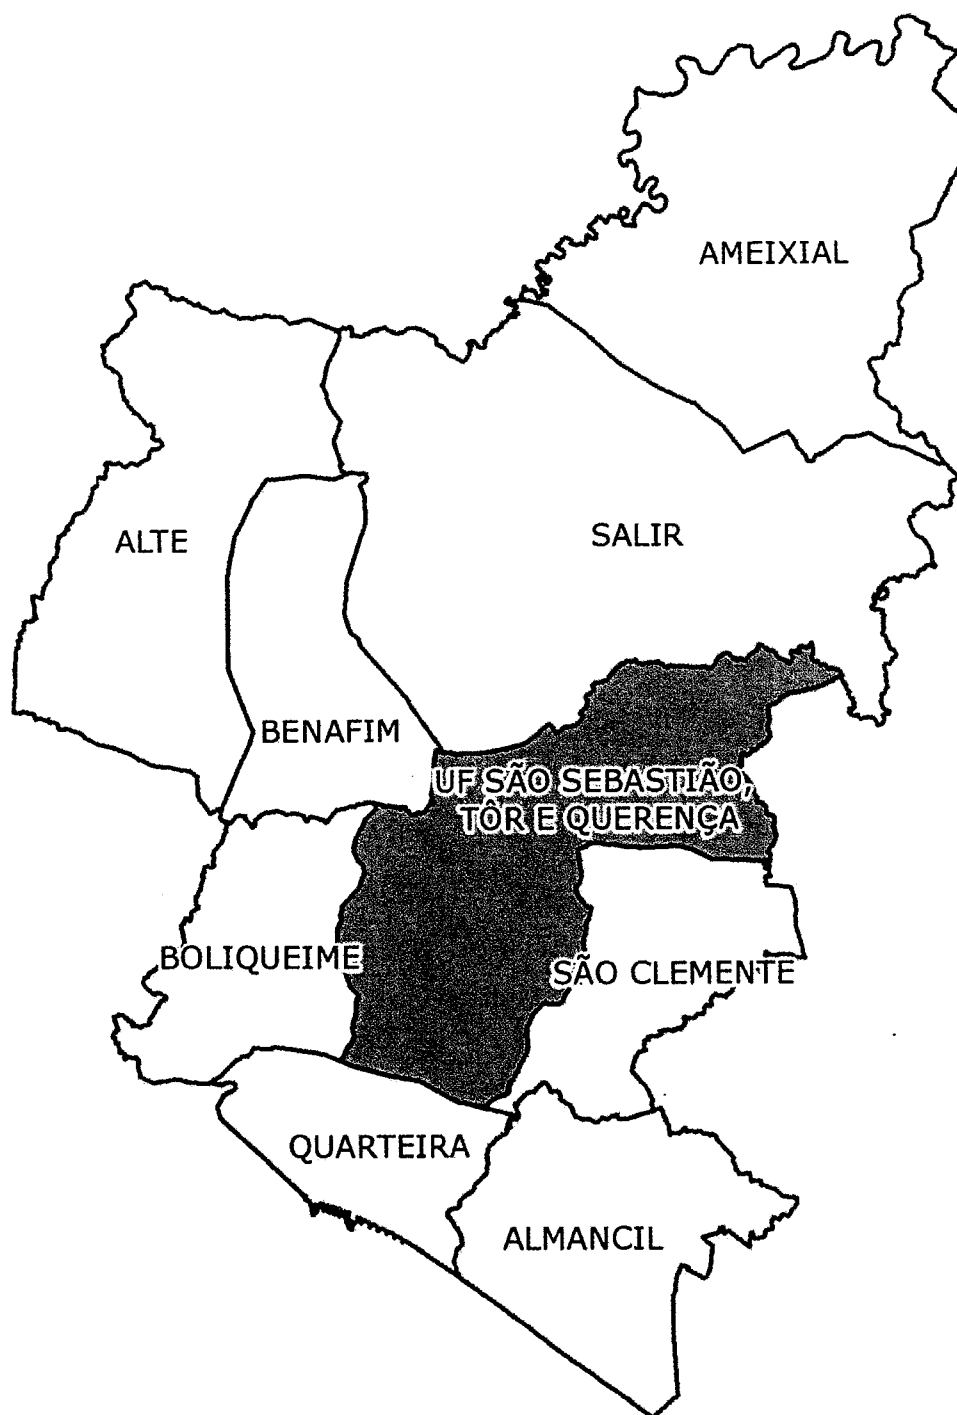 AMEIXIAL
ALTE
SALIR
BENAFIM
UF SÃO SEBASTIÃO,
TÔR E QUERENÇA
BOLIQUEIME
SÃO CLEMENTE
QUARTEIRA
ALMANCIL